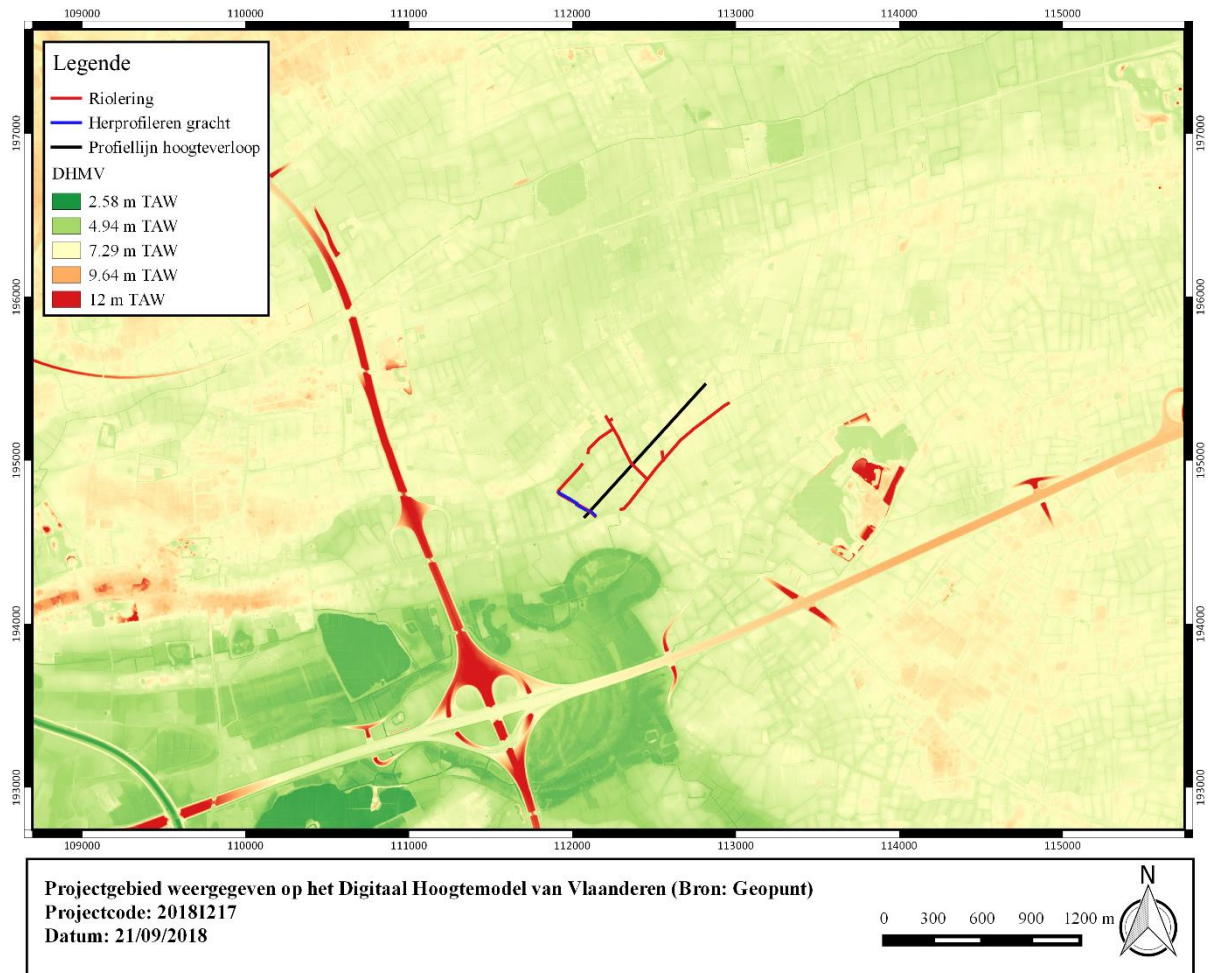 109000 110000 111000 112000 113000 114000 115000
Legende
Riolering
Herprofileren gracht
Profiellijn hoogteverloop
DHMV
2.58 m TAW
4.94 m TAW
7.29 m TAW
9.64 m TAW
12 m TAW
197000 197000
196000 196000
195000 195000
194000 194000
193000 193000
109000 110000 111000 112000 113000 114000 115000
Projectgebied weergegeven op het Digitaal Hoogtemodel van Vlaanderen (Bron: Geopunt)
Projectcode: 2018I217
Datum: 21/09/2018
0 300 600 900 1200 m
N